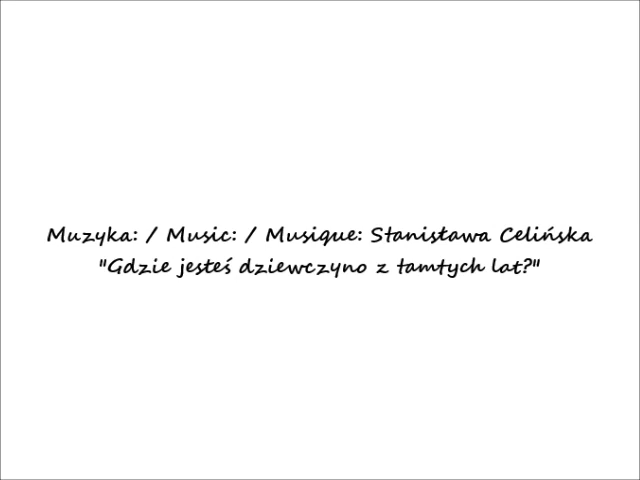 Muzyka: / Music: / Musique: Stanisława Celińska
"Gdzie jesteś dziewczyno z tamtych lat?"